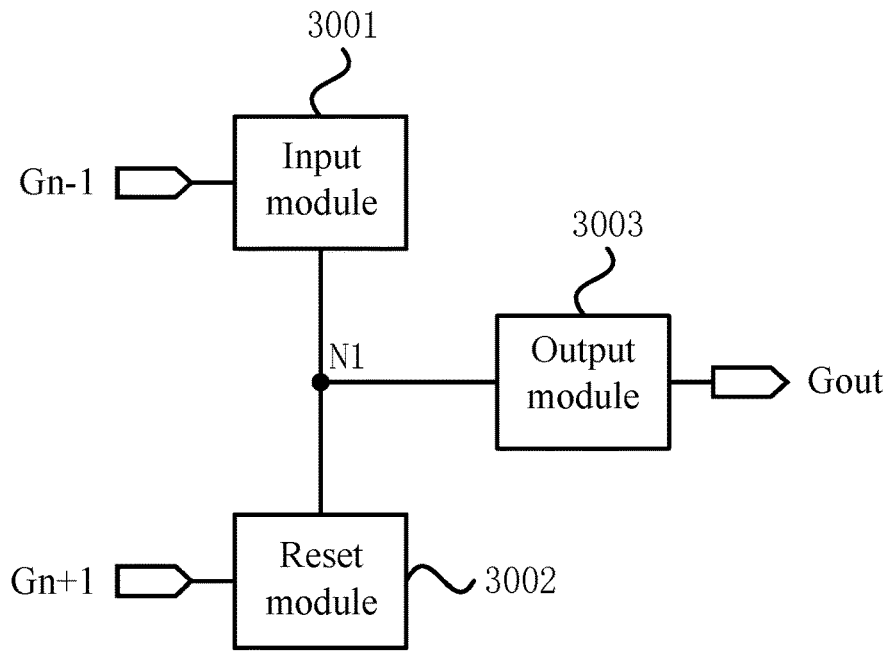 3001
Input
module
Gn-1
3003
N1
Output
module
Gout
Reset
module
Gn+1
3002